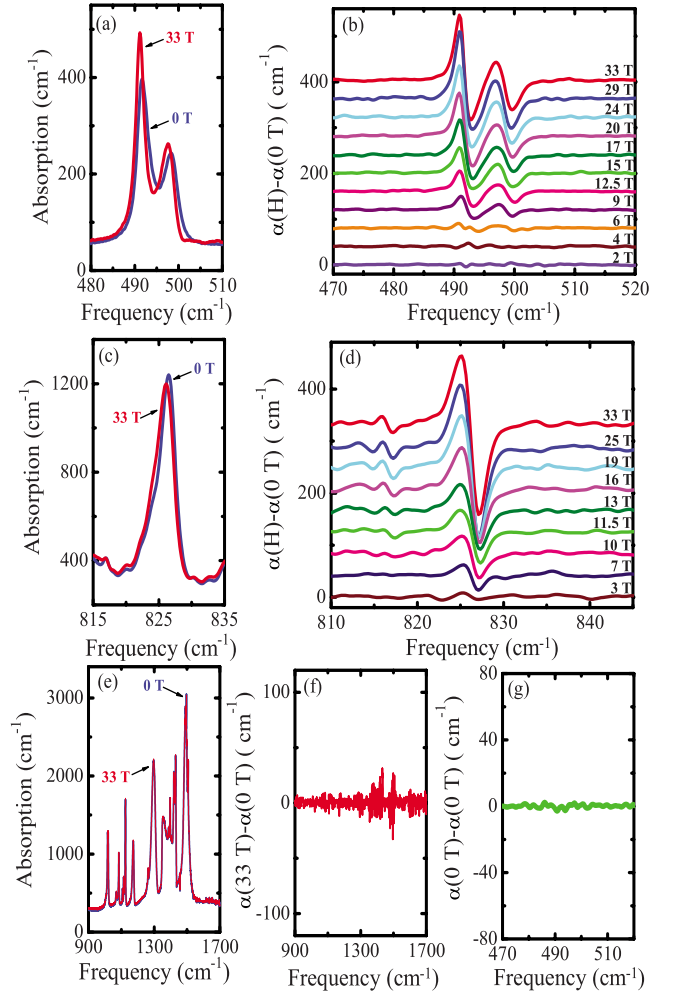 (a)
33 T
0 T
Absorption (cm⁻¹)
400
200
0
480 490 500 510
Frequency (cm⁻¹)
(b)
α(H)-α(0 T) ( cm⁻¹)
400
200
0
33 T
29 T
24 T
20 T
17 T
15 T
12.5 T
9 T
6 T
4 T
2 T
470 480 490 500 510 520
Frequency (cm⁻¹)
(c)
0 T
33 T
Absorption (cm⁻¹)
1200
800
400
815 825 835
Frequency (cm⁻¹)
(d)
α(H)-α(0 T) ( cm⁻¹)
400
200
0
33 T
25 T
19 T
16 T
13 T
11.5 T
10 T
7 T
3 T
810 820 830 840
Frequency (cm⁻¹)
(e)
0 T
33 T
Absorption (cm⁻¹)
3000
2000
1000
0
900 1300 1700
Frequency (cm⁻¹)
(f)
α(33 T)-α(0 T) ( cm⁻¹)
100
0
-100
900 1300 1700
Frequency (cm⁻¹)
(g)
α(0 T)-α(0 T) ( cm⁻¹)
80
40
0
-40
-80
470 490 510
Frequency (cm⁻¹)